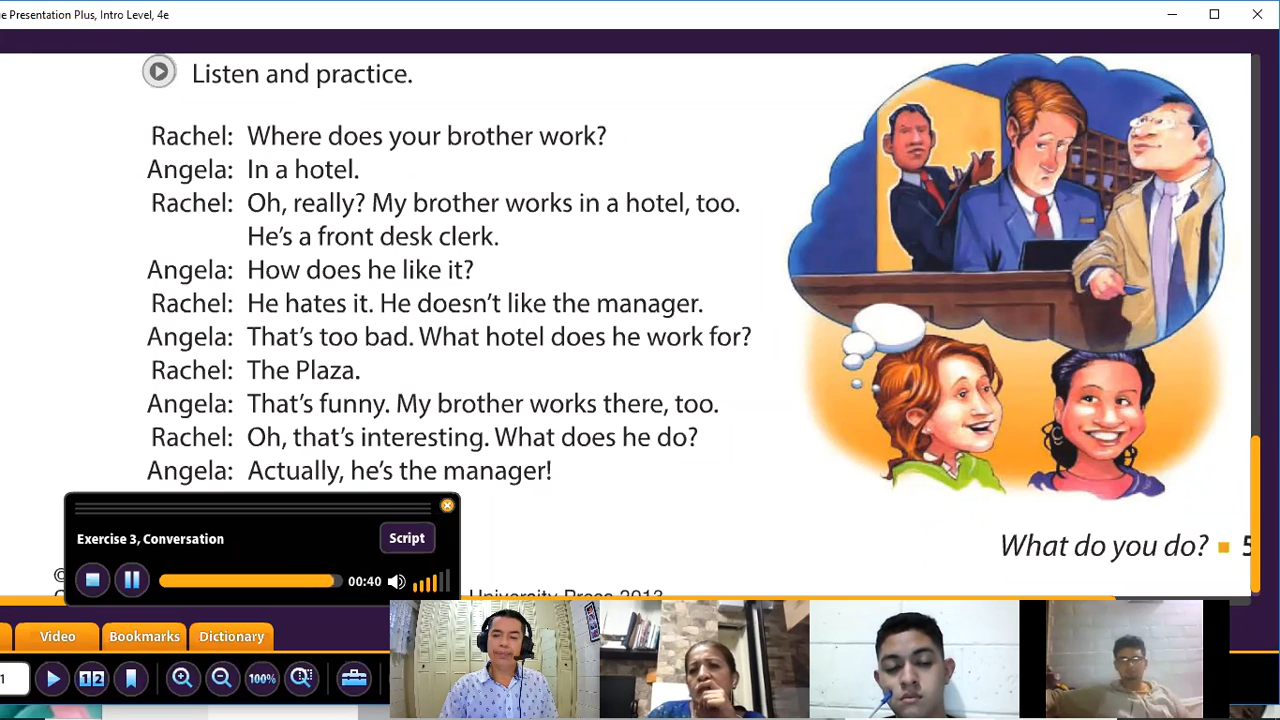 e Presentation Plus, Intro Level, 4e
Listen and practice.
Rachel: Where does your brother work?
Angela: In a hotel.
Rachel: Oh, really? My brother works in a hotel, too.
He's a front desk clerk.
Angela: How does he like it?
Rachel: He hates it. He doesn't like the manager.
Angela: That's too bad. What hotel does he work for?
Rachel: The Plaza.
Angela: That's funny. My brother works there, too.
Rachel: Oh, that's interesting. What does he do?
Angela: Actually, he's the manager!
What do you do? ■ 5
Exercise 3, Conversation
Script
00:40
©
University Press 2013
Video
Bookmarks
Dictionary
1
12
100%